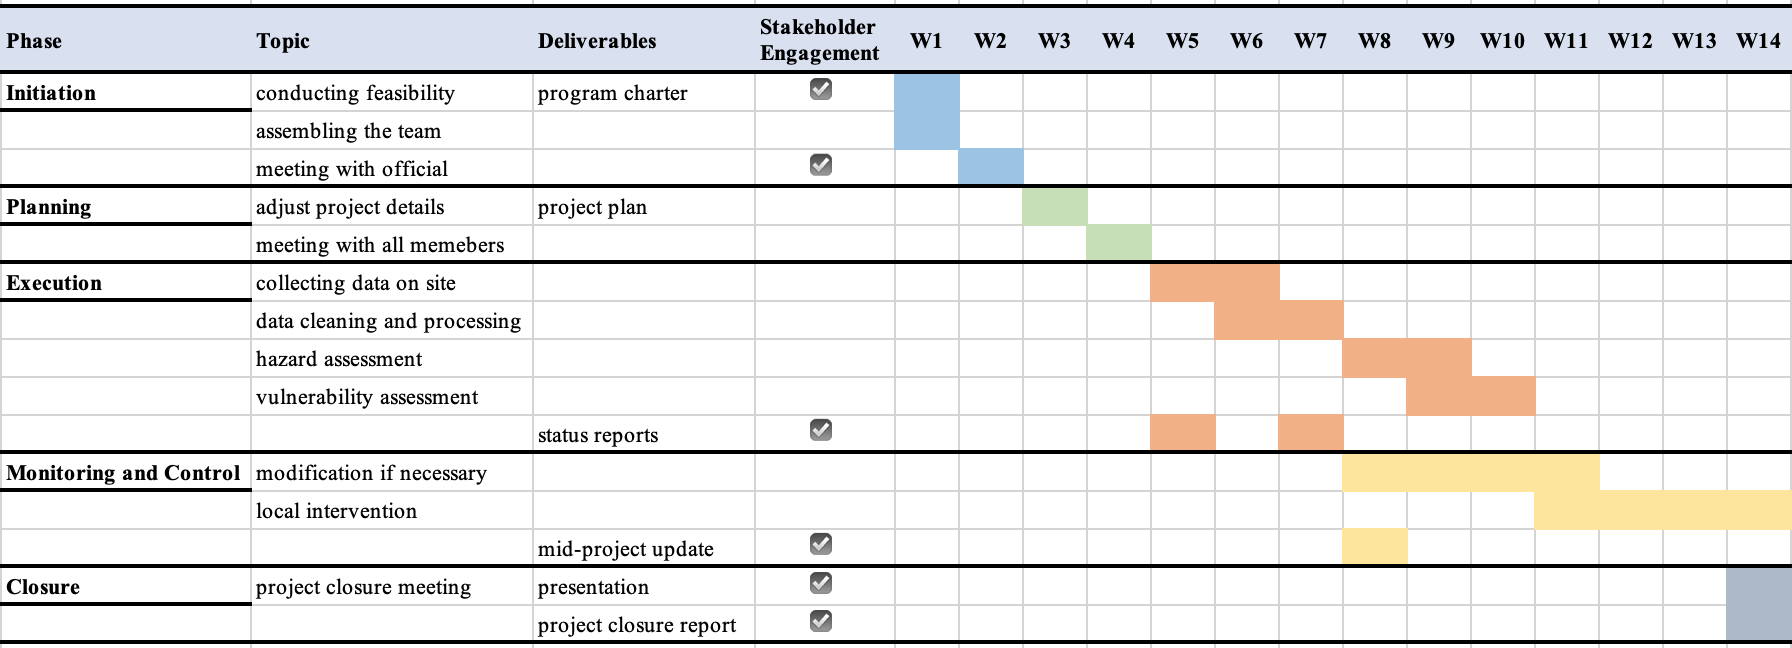 Phase Topic Deliverables Stakeholder Engagement W1 W2 W3 W4 W5 W6 W7 W8 W9 W10 W11 W12 W13 W14
Initiation conducting feasibility program charter
assembling the team
meeting with official
Planning adjust project details project plan
meeting with all memebers
Execution collecting data on site
data cleaning and processing
hazard assessment
vulnerability assessment
status reports
Monitoring and Control modification if necessary
local intervention
mid-project update
Closure project closure meeting presentation
project closure report